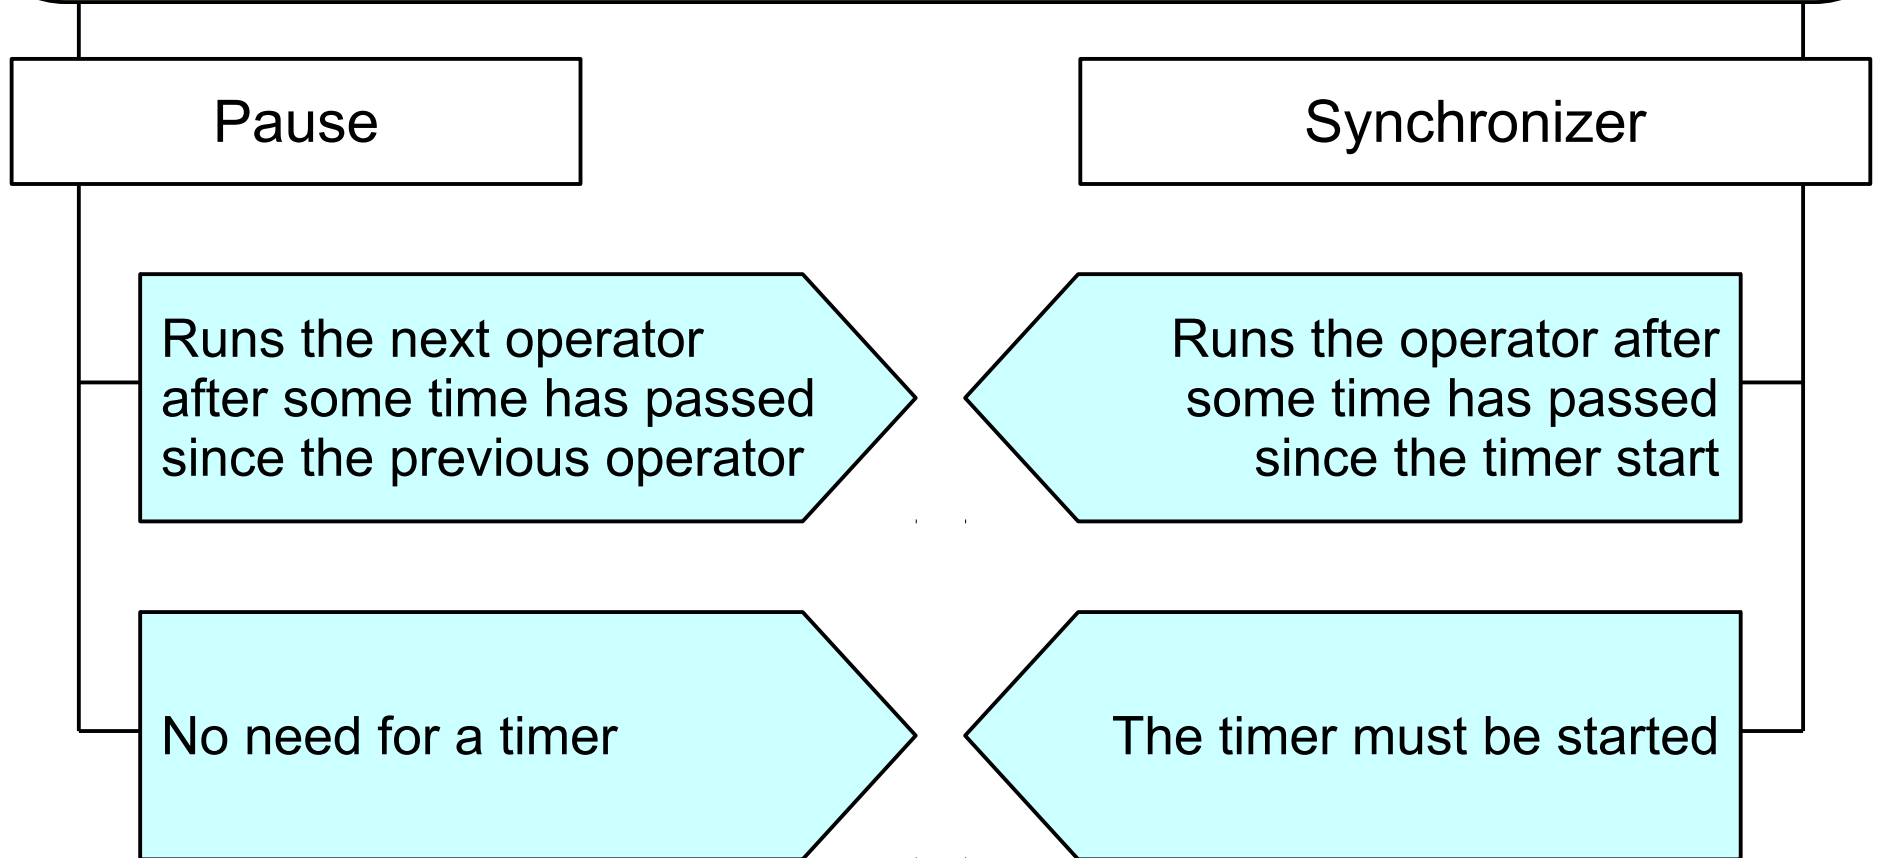 Pause
Synchronizer
Runs the next operator
after some time has passed
since the previous operator
Runs the operator after
some time has passed
since the timer start
No need for a timer
The timer must be started